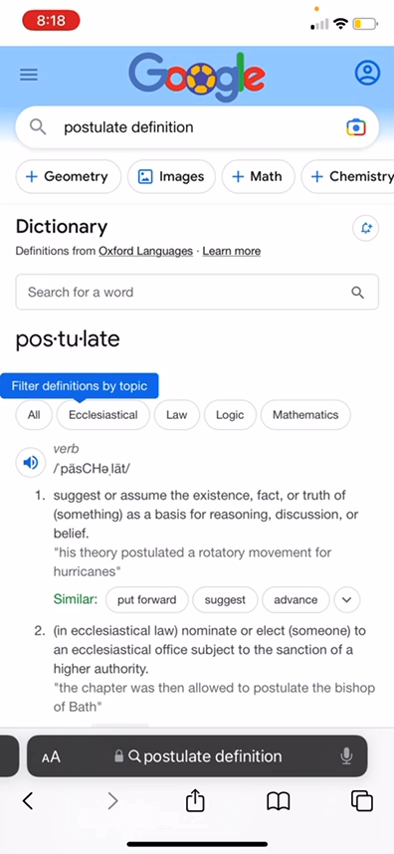 8:18
Google
postulate definition
+ Geometry Images + Math + Chemistry
Dictionary
Definitions from Oxford Languages · Learn more
Search for a word
pos·tu·late
Filter definitions by topic
All Ecclesiastical Law Logic Mathematics
verb
/ˈpäsCHəˌlāt/
1. suggest or assume the existence, fact, or truth of
(something) as a basis for reasoning, discussion, or
belief.
"his theory postulated a rotatory movement for
hurricanes"
Similar: put forward suggest advance
2. (in ecclesiastical law) nominate or elect (someone) to
an ecclesiastical office subject to the sanction of a
higher authority.
"the chapter was then allowed to postulate the bishop
of Bath"
AA postulate definition